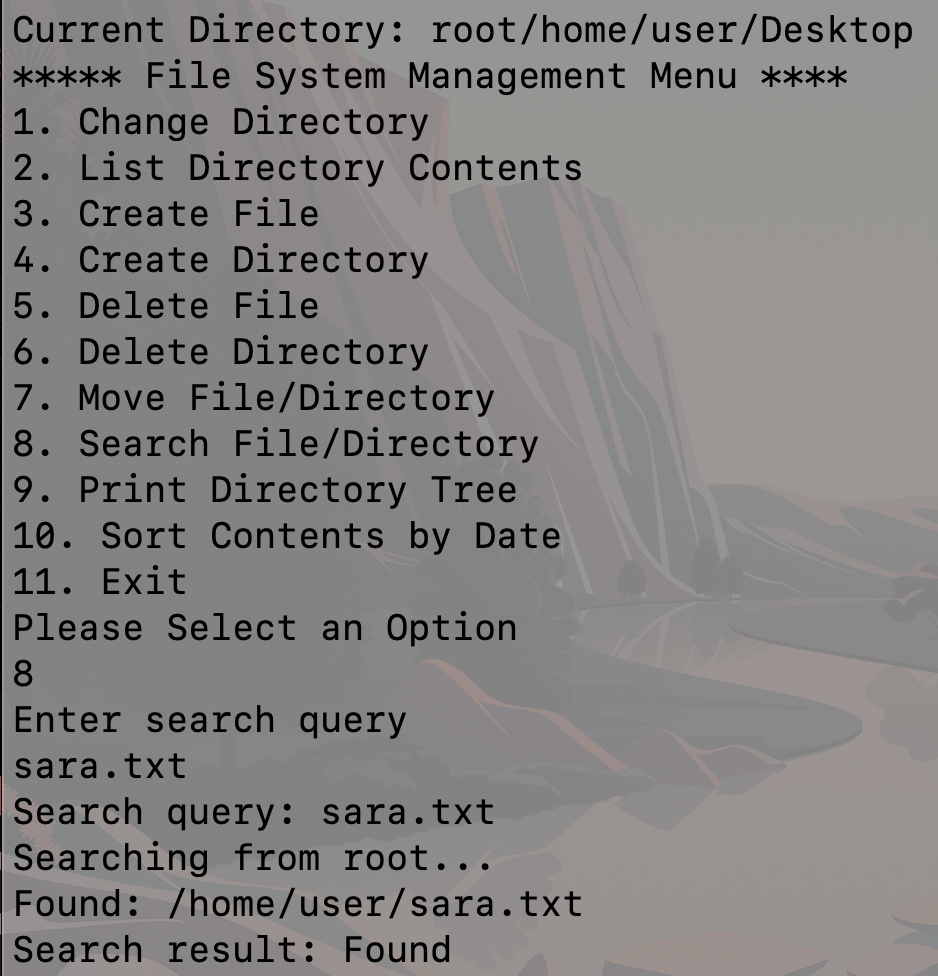 Current Directory: root/home/user/Desktop
***** File System Management Menu ****
1. Change Directory
2. List Directory Contents
3. Create File
4. Create Directory
5. Delete File
6. Delete Directory
7. Move File/Directory
8. Search File/Directory
9. Print Directory Tree
10. Sort Contents by Date
11. Exit
Please Select an Option
8
Enter search query
sara.txt
Search query: sara.txt
Searching from root...
Found: /home/user/sara.txt
Search result: Found